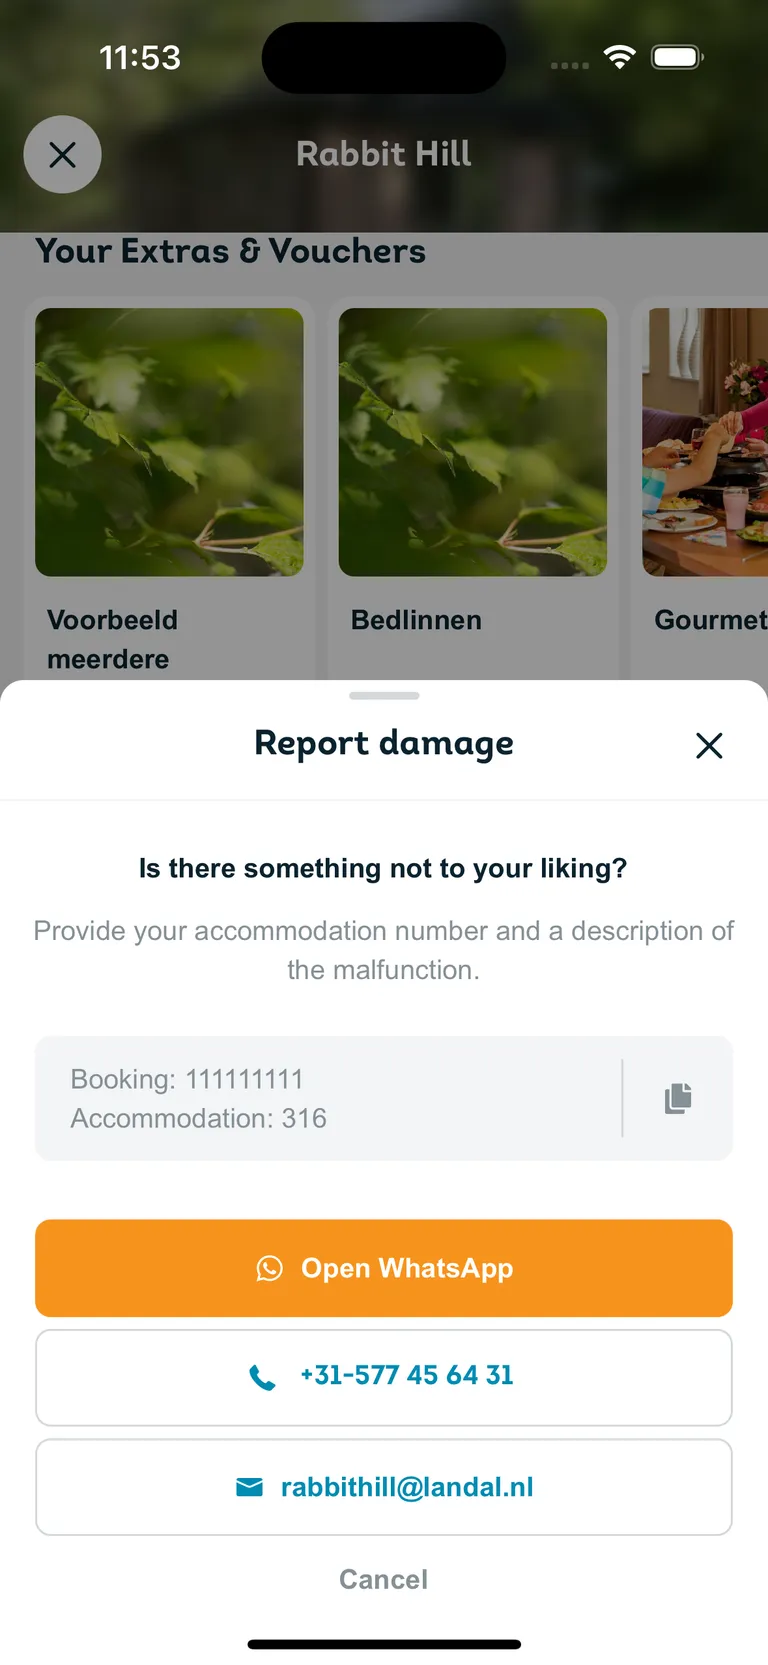 11:53
Rabbit Hill
Your Extras & Vouchers
Voorbeeld
meerdere
Bedlinnen
Gourmet
Report damage
Is there something not to your liking?
Provide your accommodation number and a description of
the malfunction.
Booking: 111111111
Accommodation: 316
Open WhatsApp
+31-577 45 64 31
rabbithill@landal.nl
Cancel